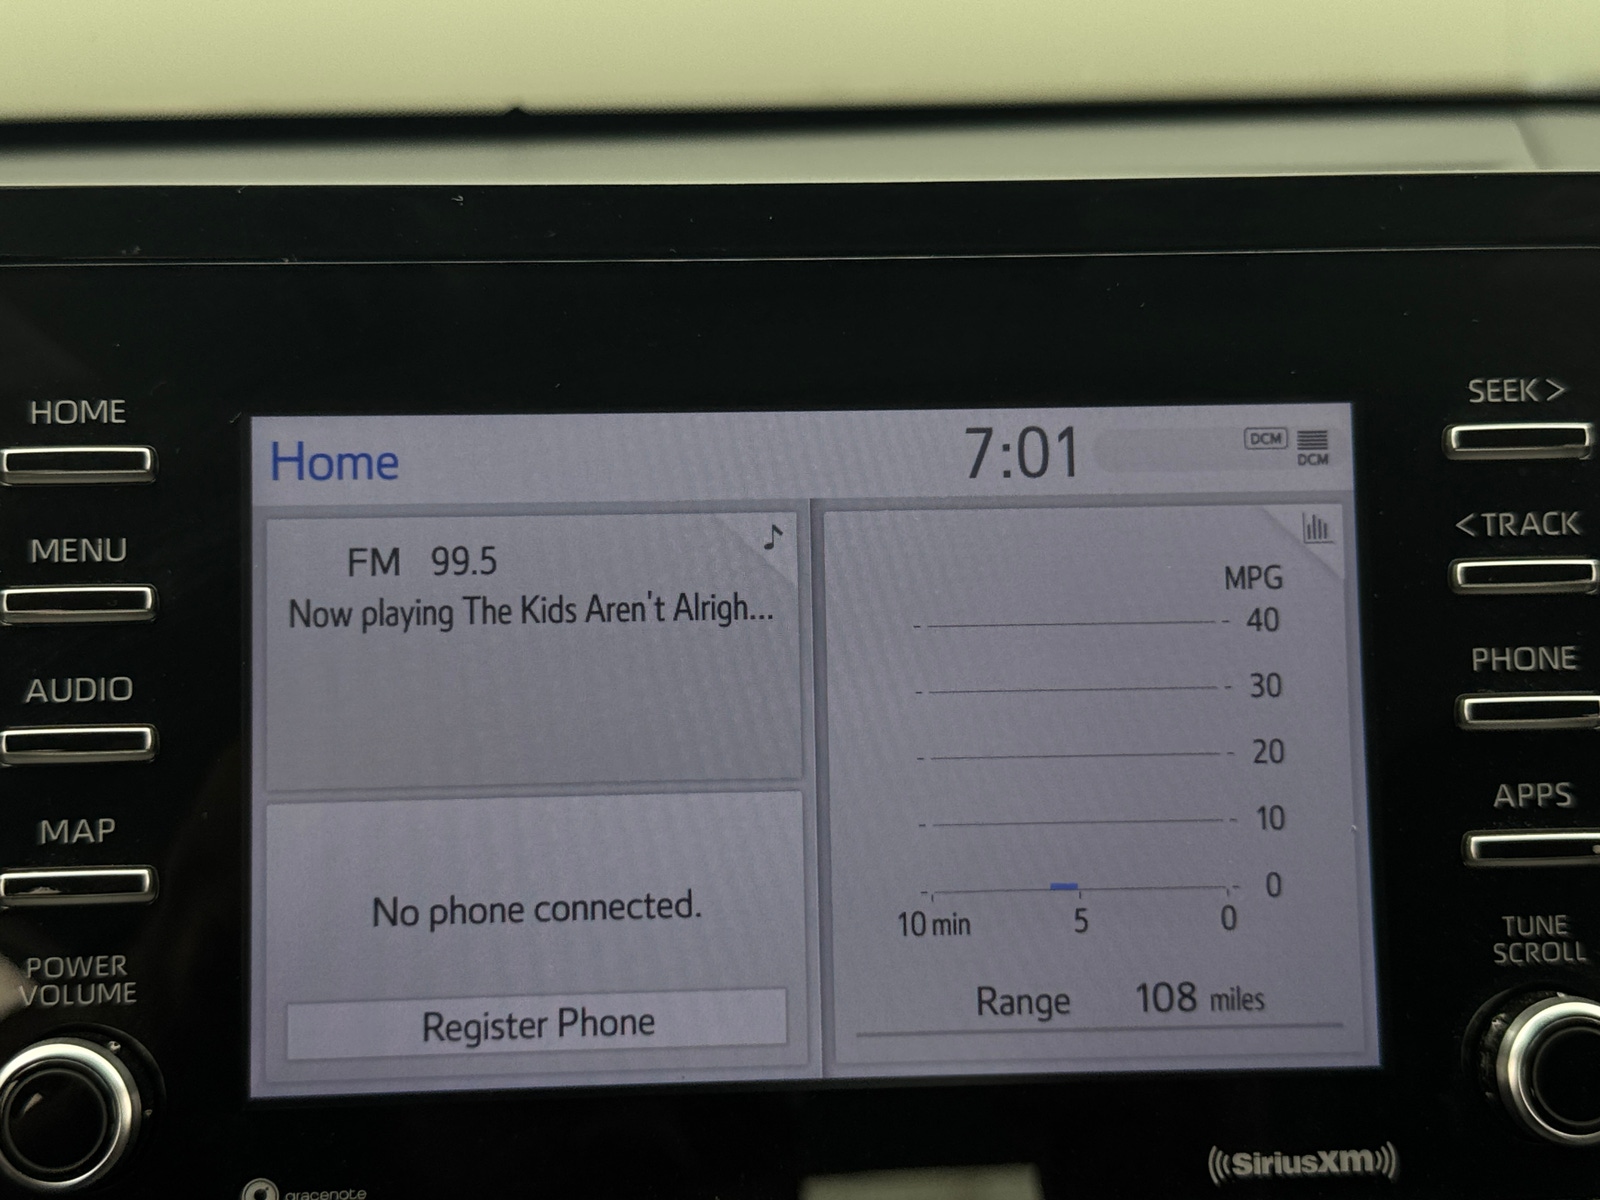 HOME
MENU
AUDIO
MAP
POWER
VOLUME
Home
7:01
DCM
DCM
FM 99.5
Now playing The Kids Aren't Alrigh...
No phone connected.
Register Phone
MPG
40
30
20
10
0
10 min 5 0
Range 108 miles
SEEK >
< TRACK
PHONE
APPS
TUNE
SCROLL
gracenote
(((SiriusXM)))